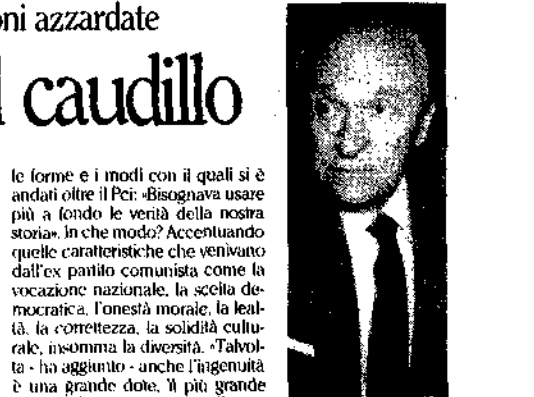 ni azzardate
caudillo
le forme e i modi con il quali si è
andati oltre il Pci: «Bisognava usare
più a fondo le verità della nostra
storia». In che modo? Accentuando
quelle caratteristiche che venivano
dall'ex partito comunista come la
vocazione nazionale, la scelta de-
mocratica, l'onestà morale, la leal-
tà, la correttezza, la solidità cultu-
rale, insomma la diversità. «Talvol-
ta - ha aggiunto - anche l'ingenuità
è una grande dote. Il più grande